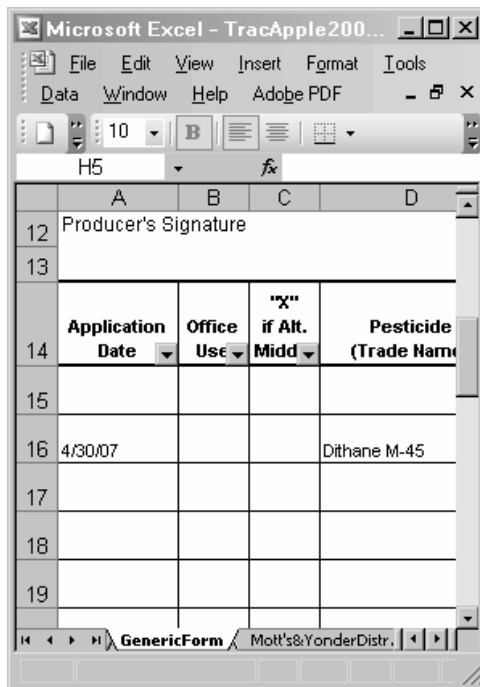 Microsoft Excel - TracApple200...
File Edit View Insert Format Tools
Data Window Help Adobe PDF
10 B
H5 fx
A B C D
12 Producer's Signature
13
14 Application Date Office Use "X" if Alt. Midd Pesticide (Trade Name
15
16 4/30/07 Dithane M-45
17
18
19
GenericForm Mott's&YonderDistr.